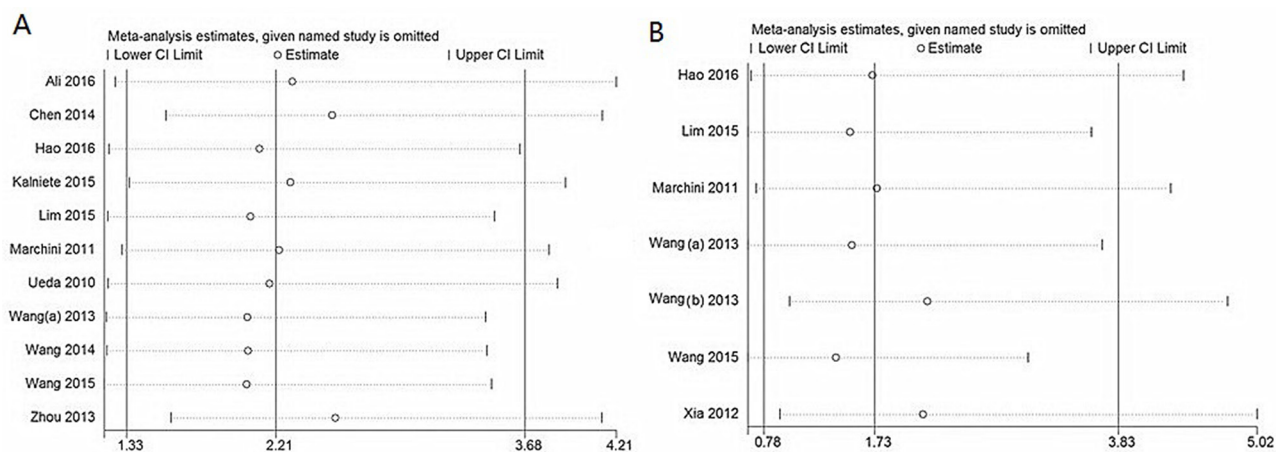 A
Meta-analysis estimates, given named study is omitted
| Lower CI Limit ○ Estimate | Upper CI Limit
Ali 2016
Chen 2014
Hao 2016
Kalniete 2015
Lim 2015
Marchini 2011
Ueda 2010
Wang(a) 2013
Wang 2014
Wang 2015
Zhou 2013
1.33 2.21 3.68 4.21
B
Meta-analysis estimates, given named study is omitted
| Lower CI Limit ○ Estimate | Upper CI Limit
Hao 2016
Lim 2015
Marchini 2011
Wang(a) 2013
Wang(b) 2013
Wang 2015
Xia 2012
0.78 1.73 3.83 5.02